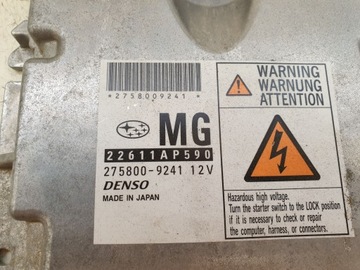 *2758009241*
MG
22611AP590
275800-9241 12V
DENSO
MADE IN JAPAN
WARNING
WARNUNG
ATTENTION
Hazardous high voltage.
Turn the starter switch to the LOCK position
if it is necessary to check or repair
the computer, harness, or connectors.